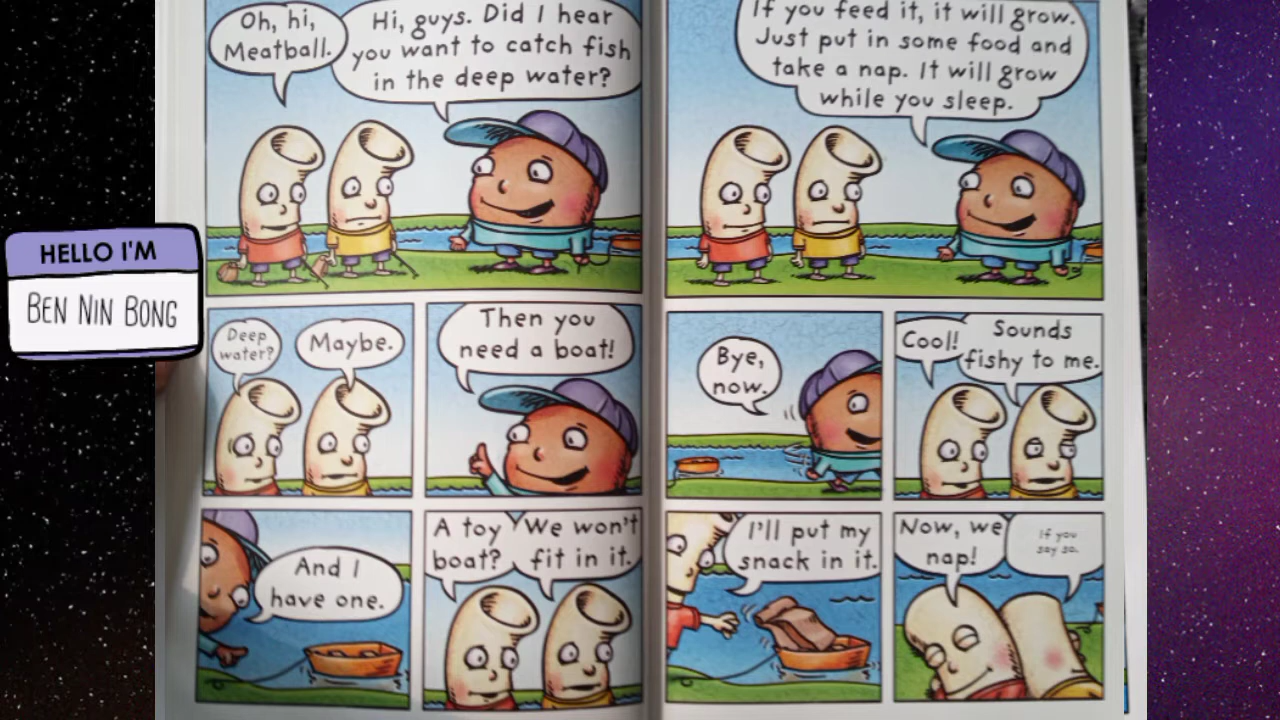 HELLO I'M
BEN NIN BONG
Oh, hi,
Meatball.
Hi, guys. Did I hear
you want to catch fish
in the deep water?
Deep
water?
Maybe.
Then you
need a boat!
And I
have one.
A toy
boat?
We won't
fit in it.
If you feed it, it will grow.
Just put in some food and
take a nap. It will grow
while you sleep.
Bye,
now.
Cool!
Sounds
fishy to me.
I'll put my
snack in it.
Now, we
nap!
If you
say so.